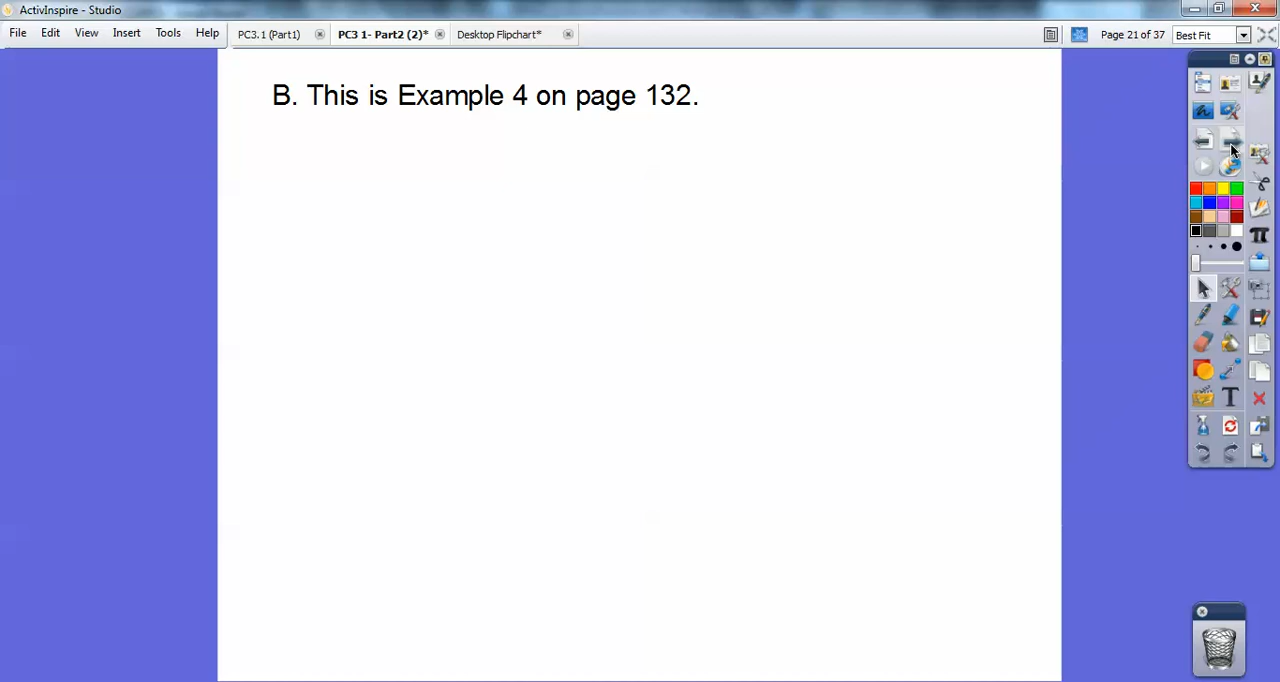 ActivInspire - Studio
File Edit View Insert Tools Help
PC3.1 (Part1) PC3 1- Part2 (2)* Desktop Flipchart* Page 21 of 37 Best Fit
B. This is Example 4 on page 132.